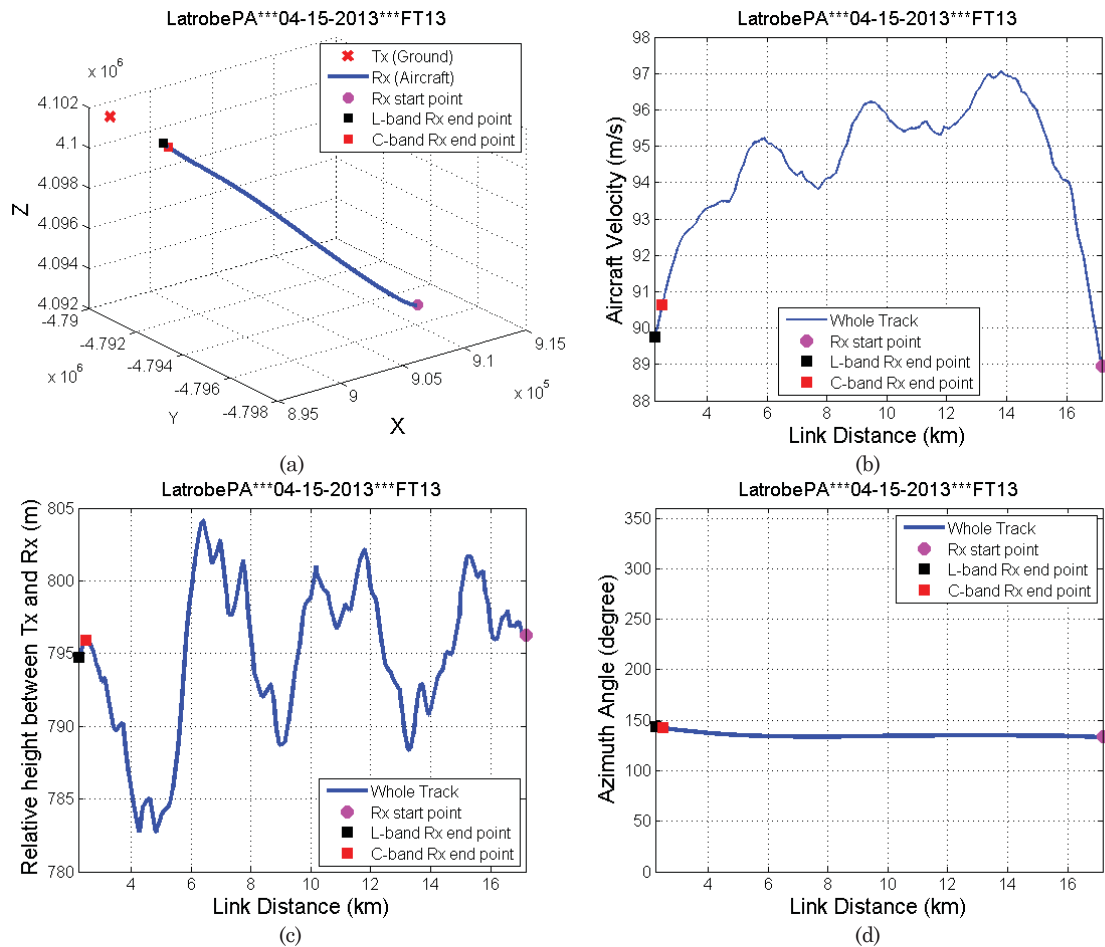 LatrobePA***04-15-2013***FT13
x 10^6
4.102
4.1
4.098
4.096
4.094
4.092
Z
-4.79
-4.792
-4.794
-4.796
-4.798
x 10^6
Y
8.95
9
9.05
9.1
9.15
x 10^5
X
Tx (Ground)
Rx (Aircraft)
Rx start point
L-band Rx end point
C-band Rx end point
(a)
LatrobePA***04-15-2013***FT13
Aircraft Velocity (m/s)
98
97
96
95
94
93
92
91
90
89
88
4 6 8 10 12 14 16
Link Distance (km)
Whole Track
Rx start point
L-band Rx end point
C-band Rx end point
(b)
LatrobePA***04-15-2013***FT13
Relative height between Tx and Rx (m)
805
800
795
790
785
780
4 6 8 10 12 14 16
Link Distance (km)
Whole Track
Rx start point
L-band Rx end point
C-band Rx end point
(c)
LatrobePA***04-15-2013***FT13
Azimuth Angle (degree)
350
300
250
200
150
100
50
0
4 6 8 10 12 14 16
Link Distance (km)
Whole Track
Rx start point
L-band Rx end point
C-band Rx end point
(d)